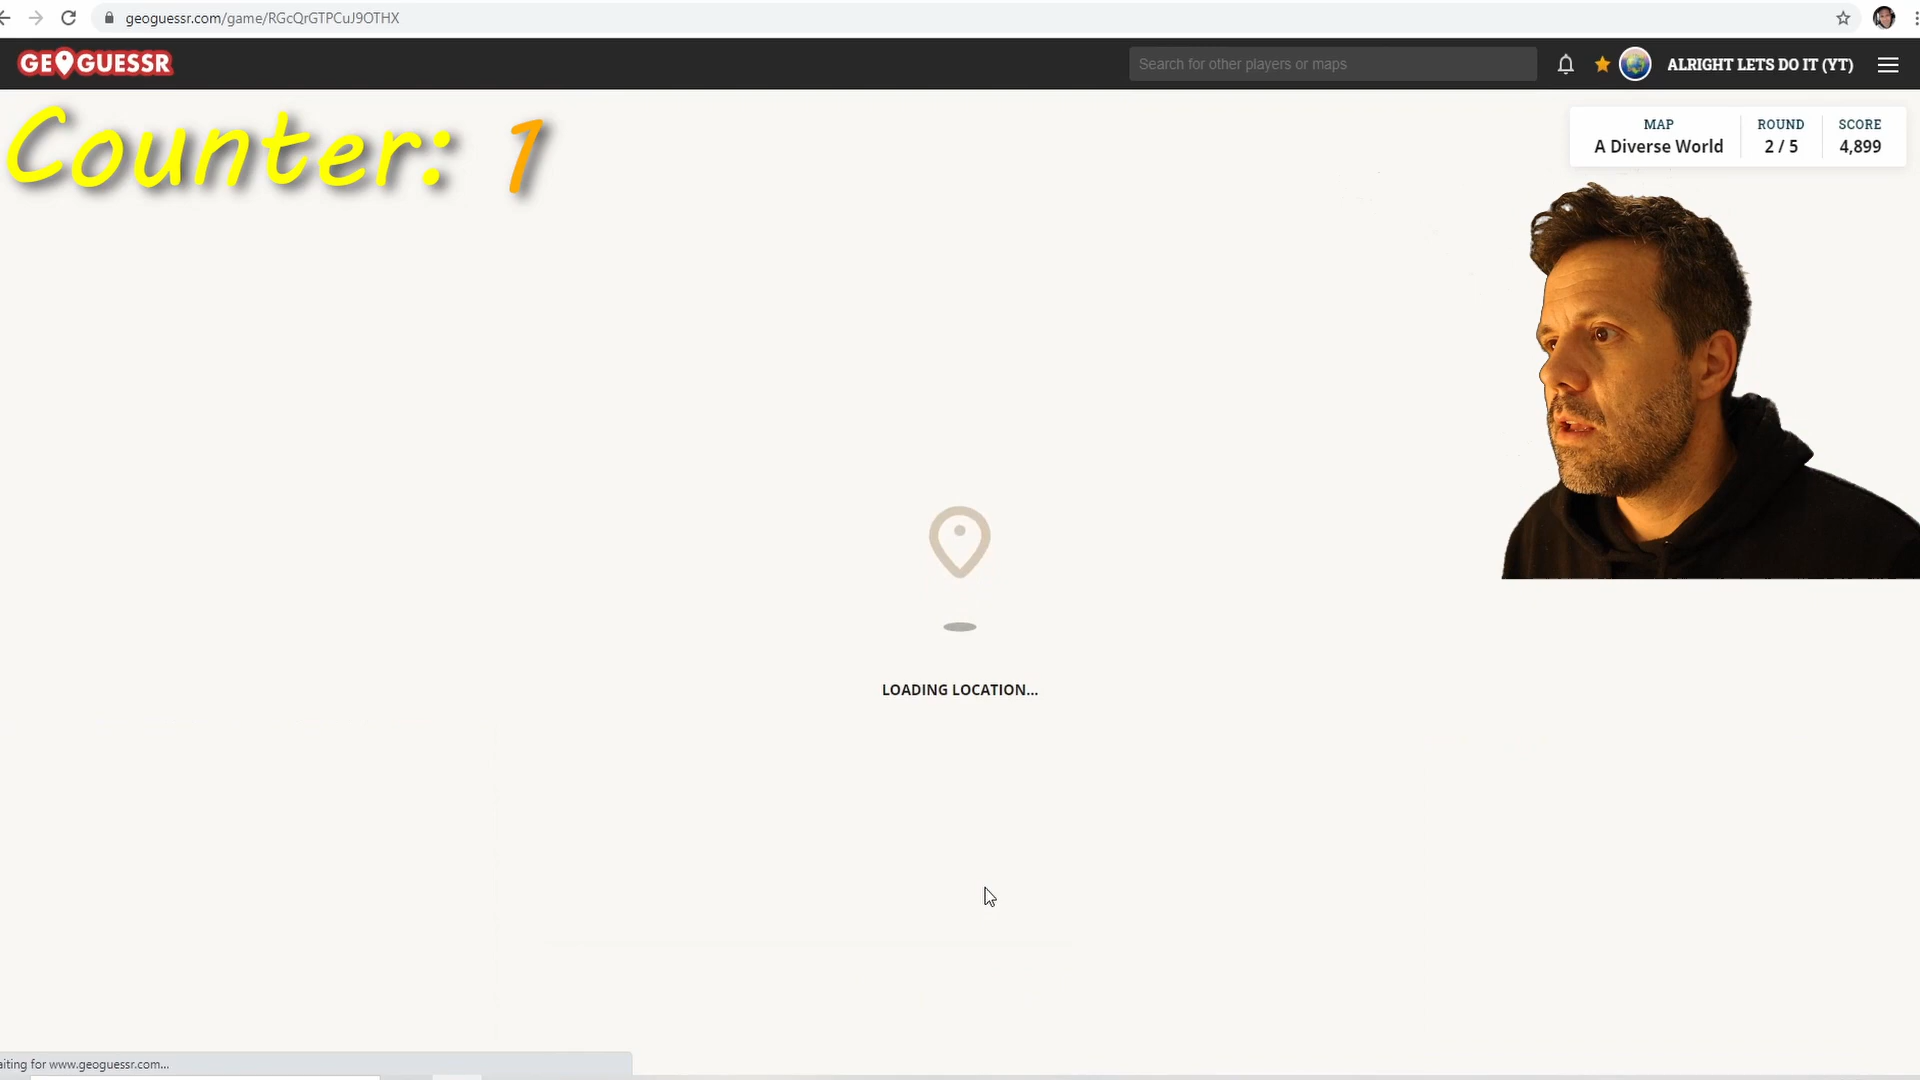 geoguessr.com/game/RGcQrGTPCuJ9OTHX
GEOGUESSR
Search for other players or maps
ALRIGHT LETS DO IT (YT)
Counter: 1
MAP
A Diverse World
ROUND
2 / 5
SCORE
4,899
LOADING LOCATION...
aiting for www.geoguessr.com...